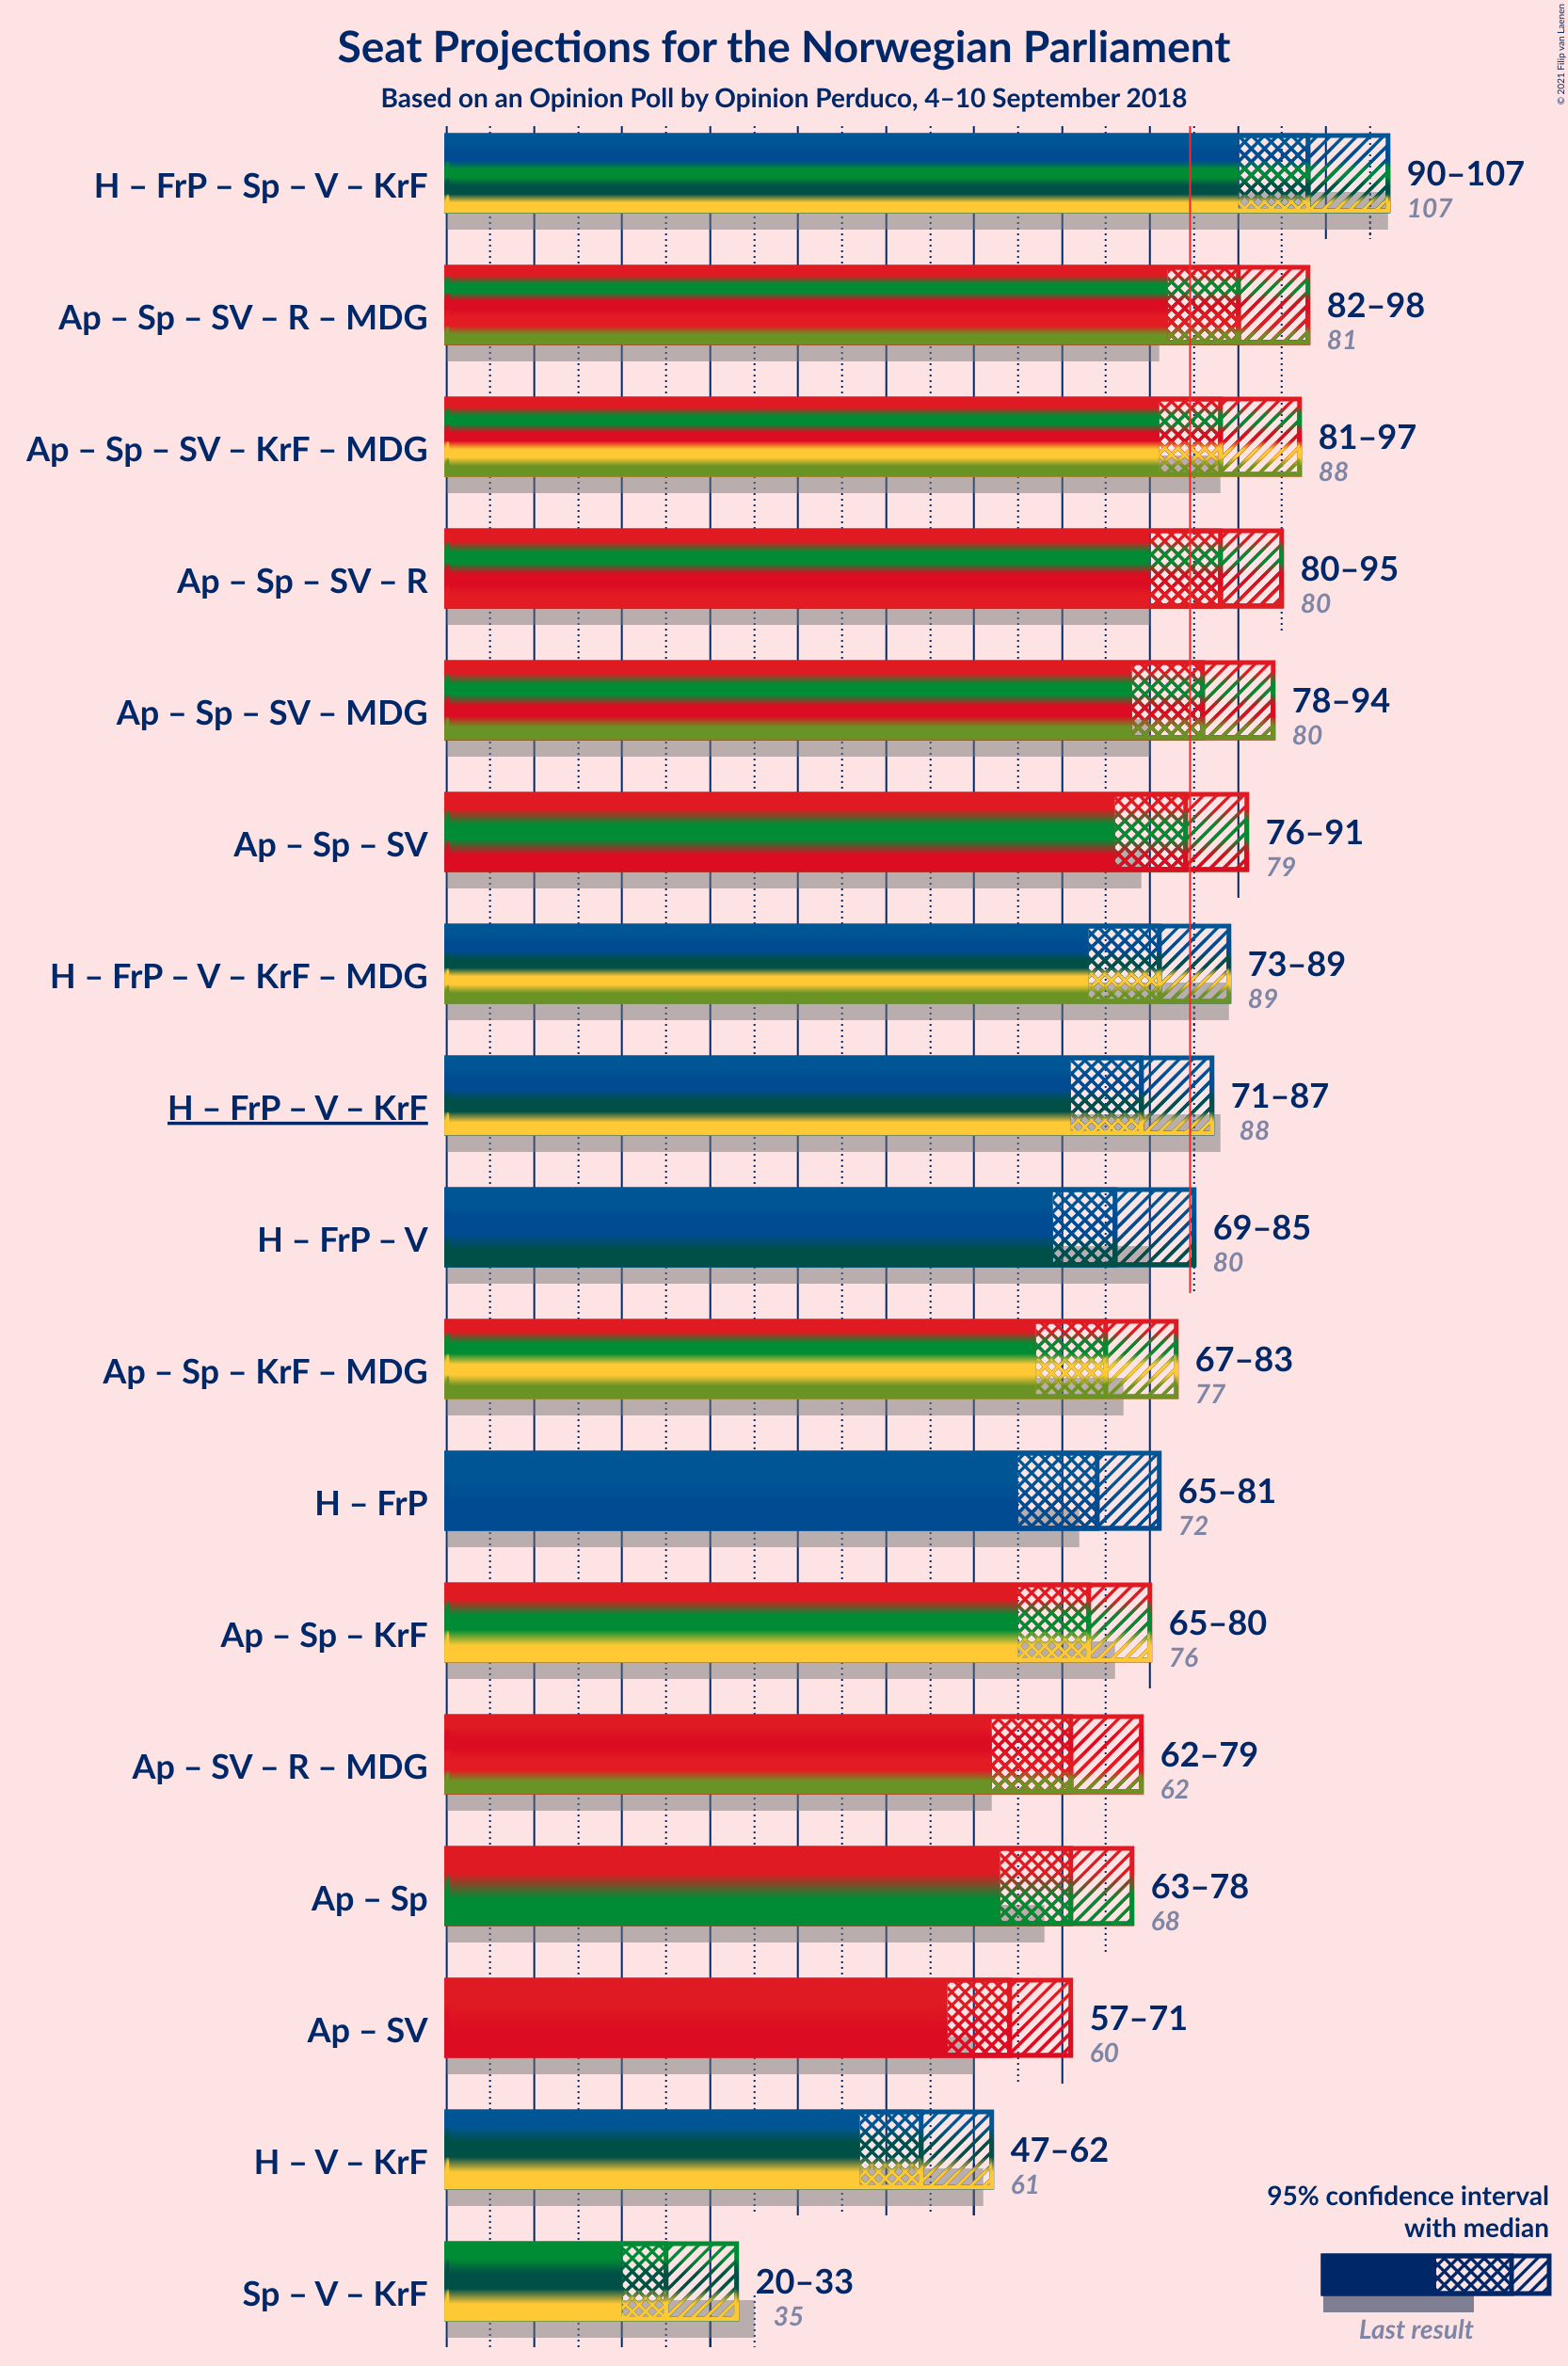 Seat Projections for the Norwegian Parliament
Based on an Opinion Poll by Opinion Perduco, 4–10 September 2018
© 2021 Filip van Laenen
H – FrP – Sp – V – KrF
90–107
107
Ap – Sp – SV – R – MDG
82–98
81
Ap – Sp – SV – KrF – MDG
81–97
88
Ap – Sp – SV – R
80–95
80
Ap – Sp – SV – MDG
78–94
80
Ap – Sp – SV
76–91
79
H – FrP – V – KrF – MDG
73–89
89
H – FrP – V – KrF
71–87
88
H – FrP – V
69–85
80
Ap – Sp – KrF – MDG
67–83
77
H – FrP
65–81
72
Ap – Sp – KrF
65–80
76
Ap – SV – R – MDG
62–79
62
Ap – Sp
63–78
68
Ap – SV
57–71
60
H – V – KrF
47–62
61
Sp – V – KrF
20–33
35
95% confidence interval
with median
Last result